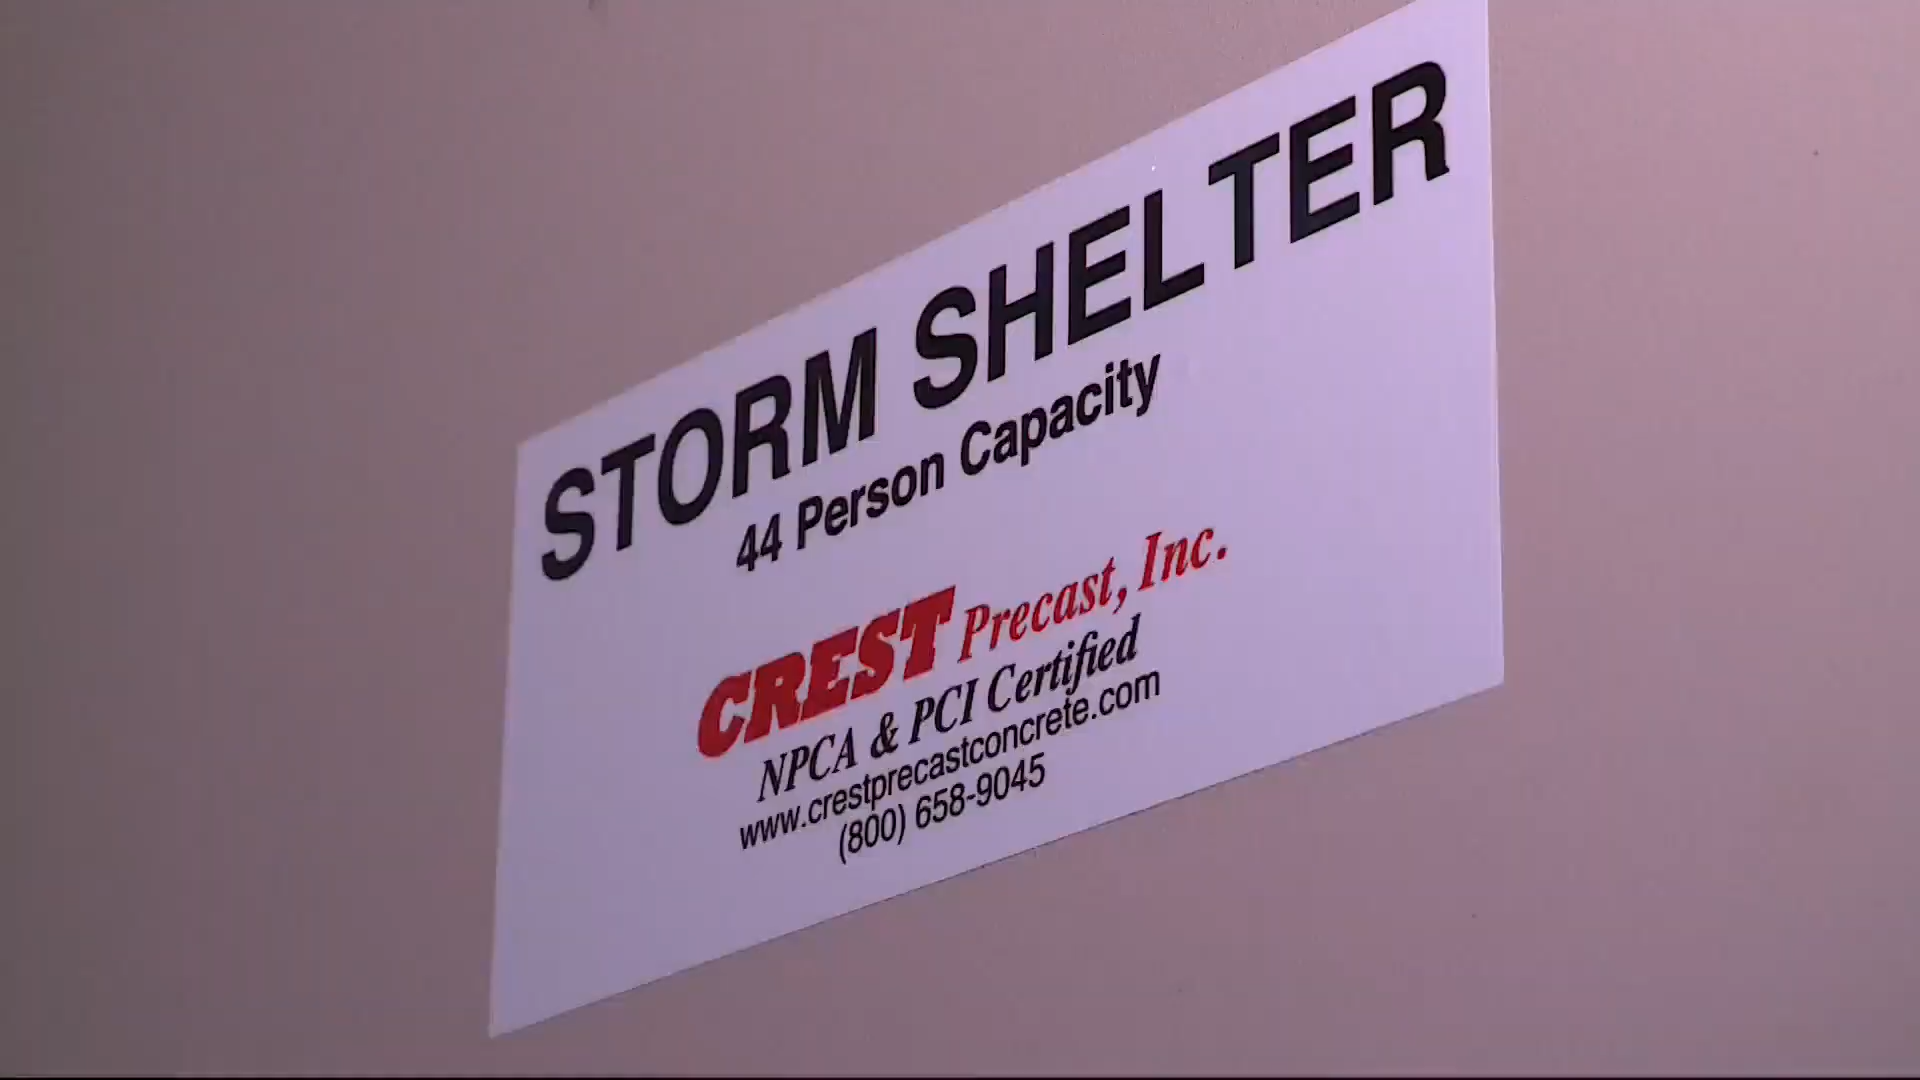 STORM SHELTER
44 Person Capacity
CREST Precast, Inc.
NPCA & PCI Certified
www.crestprecastconcrete.com
(800) 658-9045